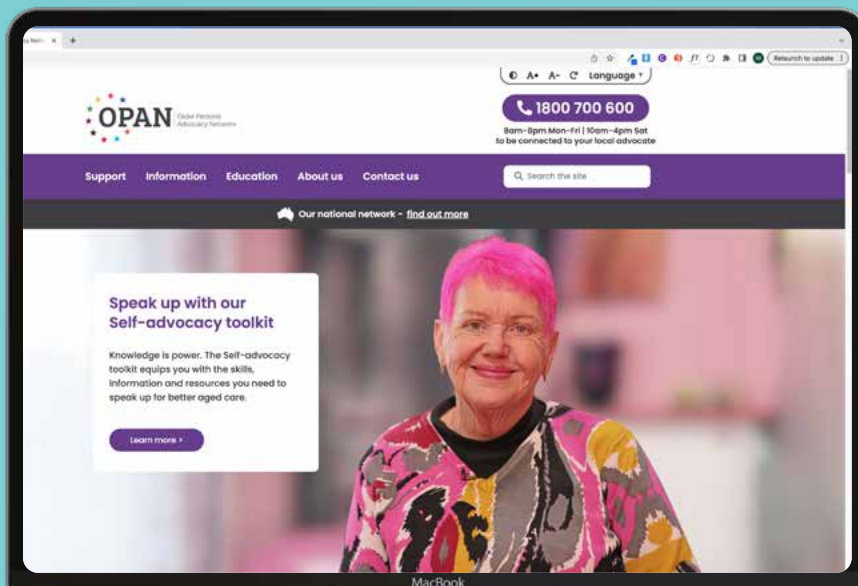 Relaunch to update
A+ A- Language
OPAN Older Persons
Advocacy Network
1800 700 600
8am-8pm Mon-Fri | 10am-4pm Sat
to be connected to your local advocate
Support Information Education About us Contact us
Search the site
Our national network - find out more
Speak up with our
Self-advocacy toolkit
Knowledge is power. The Self-advocacy
toolkit equips you with the skills,
information and resources you need to
speak up for better aged care.
Learn more >
MacBook